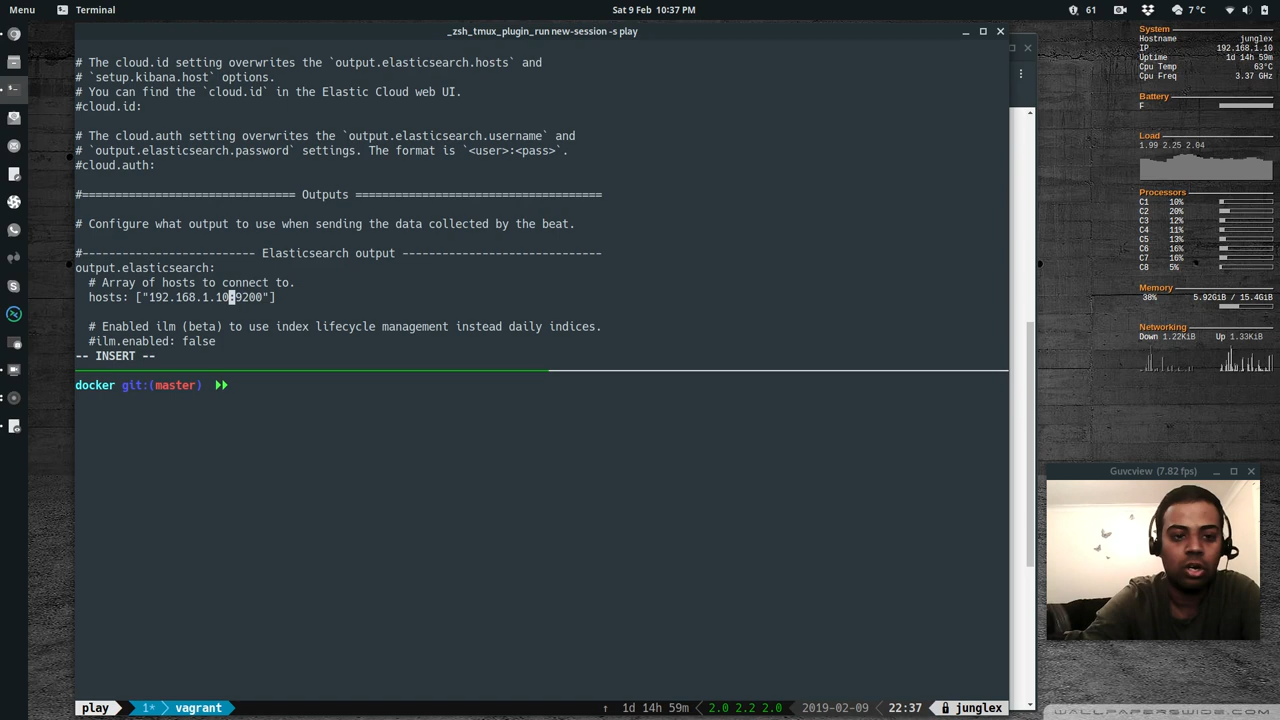 Menu
Terminal
Sat 9 Feb 10:37 PM
61
7 °C
_zsh_tmux_plugin_run new-session -s play
# The cloud.id setting overwrites the `output.elasticsearch.hosts` and
# `setup.kibana.host` options.
# You can find the `cloud.id` in the Elastic Cloud web UI.
#cloud.id:
# The cloud.auth setting overwrites the `output.elasticsearch.username` and
# `output.elasticsearch.password` settings. The format is `<user>:<pass>`.
#cloud.auth:
#================================ Outputs =====================================
# Configure what output to use when sending the data collected by the beat.
#-------------------------- Elasticsearch output ------------------------------
output.elasticsearch:
# Array of hosts to connect to.
hosts: ["192.168.1.10:9200"]
# Enabled ilm (beta) to use index lifecycle management instead daily indices.
#ilm.enabled: false
-- INSERT --
docker git:(master)
play 1* vagrant
↑ 1d 14h 59m 2.0 2.2 2.0 2019-02-09 22:37 junglex
System
Hostname junglex
IP 192.168.1.10
Uptime 1d 14h 59m
Cpu Temp 63°C
Cpu Freq 3.37 GHz
Battery
F
Load
1.99 2.25 2.04
Processors
C1 10%
C2 20%
C3 12%
C4 11%
C5 13%
C6 16%
C7 16%
C8 5%
Memory
38% 5.92GiB / 15.4GiB
Networking
Down 1.22KiB Up 1.33KiB
Guvcview (7.82 fps)
WALLPAPERSWIDE.COM